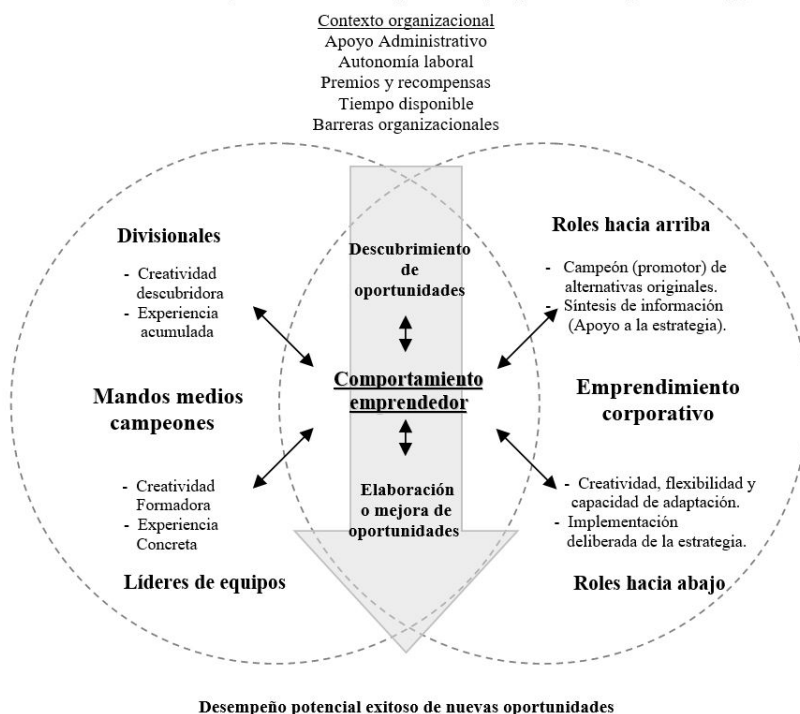 Contexto organizacional
Apoyo Administrativo
Autonomía laboral
Premios y recompensas
Tiempo disponible
Barreras organizacionales
Divisionales
- Creatividad
descubridora
- Experiencia
acumulada
Mandos medios
campeones
- Creatividad
Formadora
- Experiencia
Concreta
Líderes de equipos
Descubrimiento
de
oportunidades
Comportamiento
emprendedor
Elaboración
o mejora de
oportunidades
Roles hacia arriba
- Campeón (promotor) de
alternativas originales.
- Síntesis de información
(Apoyo a la estrategia).
Emprendimiento
corporativo
- Creatividad, flexibilidad y
capacidad de adaptación.
- Implementación
deliberada de la estrategia.
Roles hacia abajo
Desempeño potencial exitoso de nuevas oportunidades